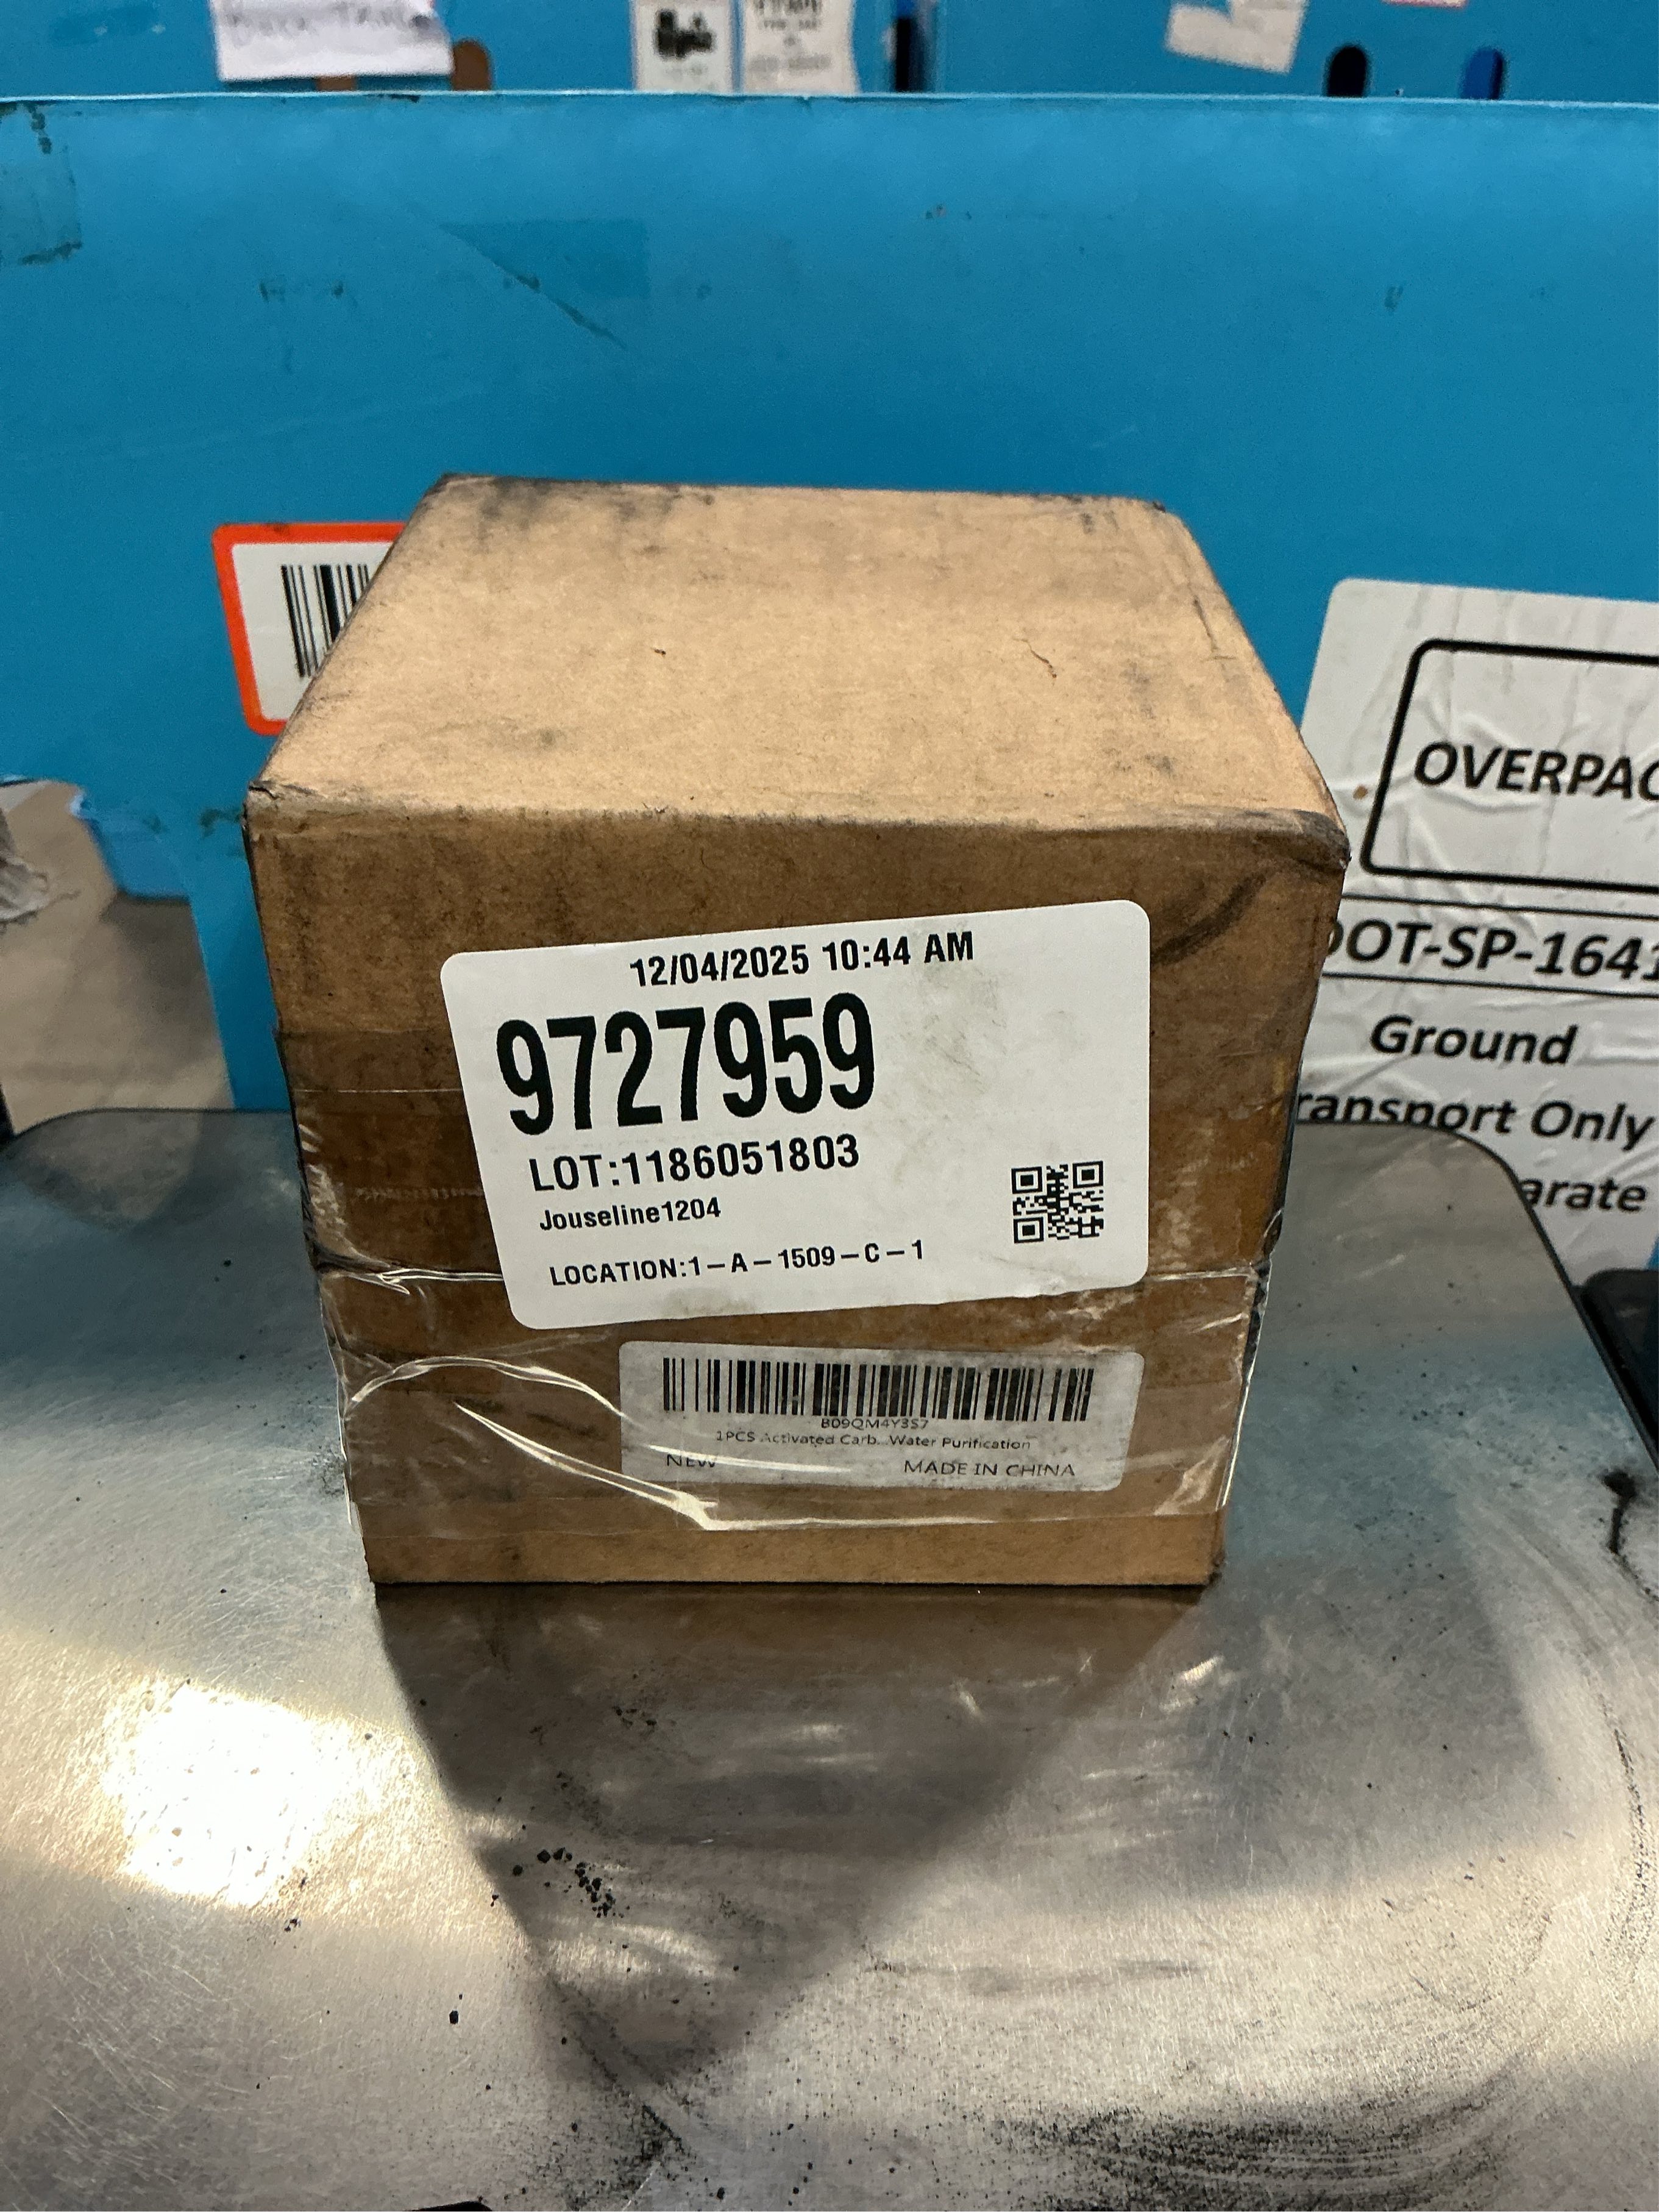 12/04/2025 10:44 AM
9727959
LOT:1186051803
Jouseline1204
LOCATION:1-A-1509-C-1
B09QM4Y3S7
1PCS Activated Carb...Water Purification
NEW
MADE IN CHINA
OVERPAC
DOT-SP-1641
Ground
ransport Only
arate